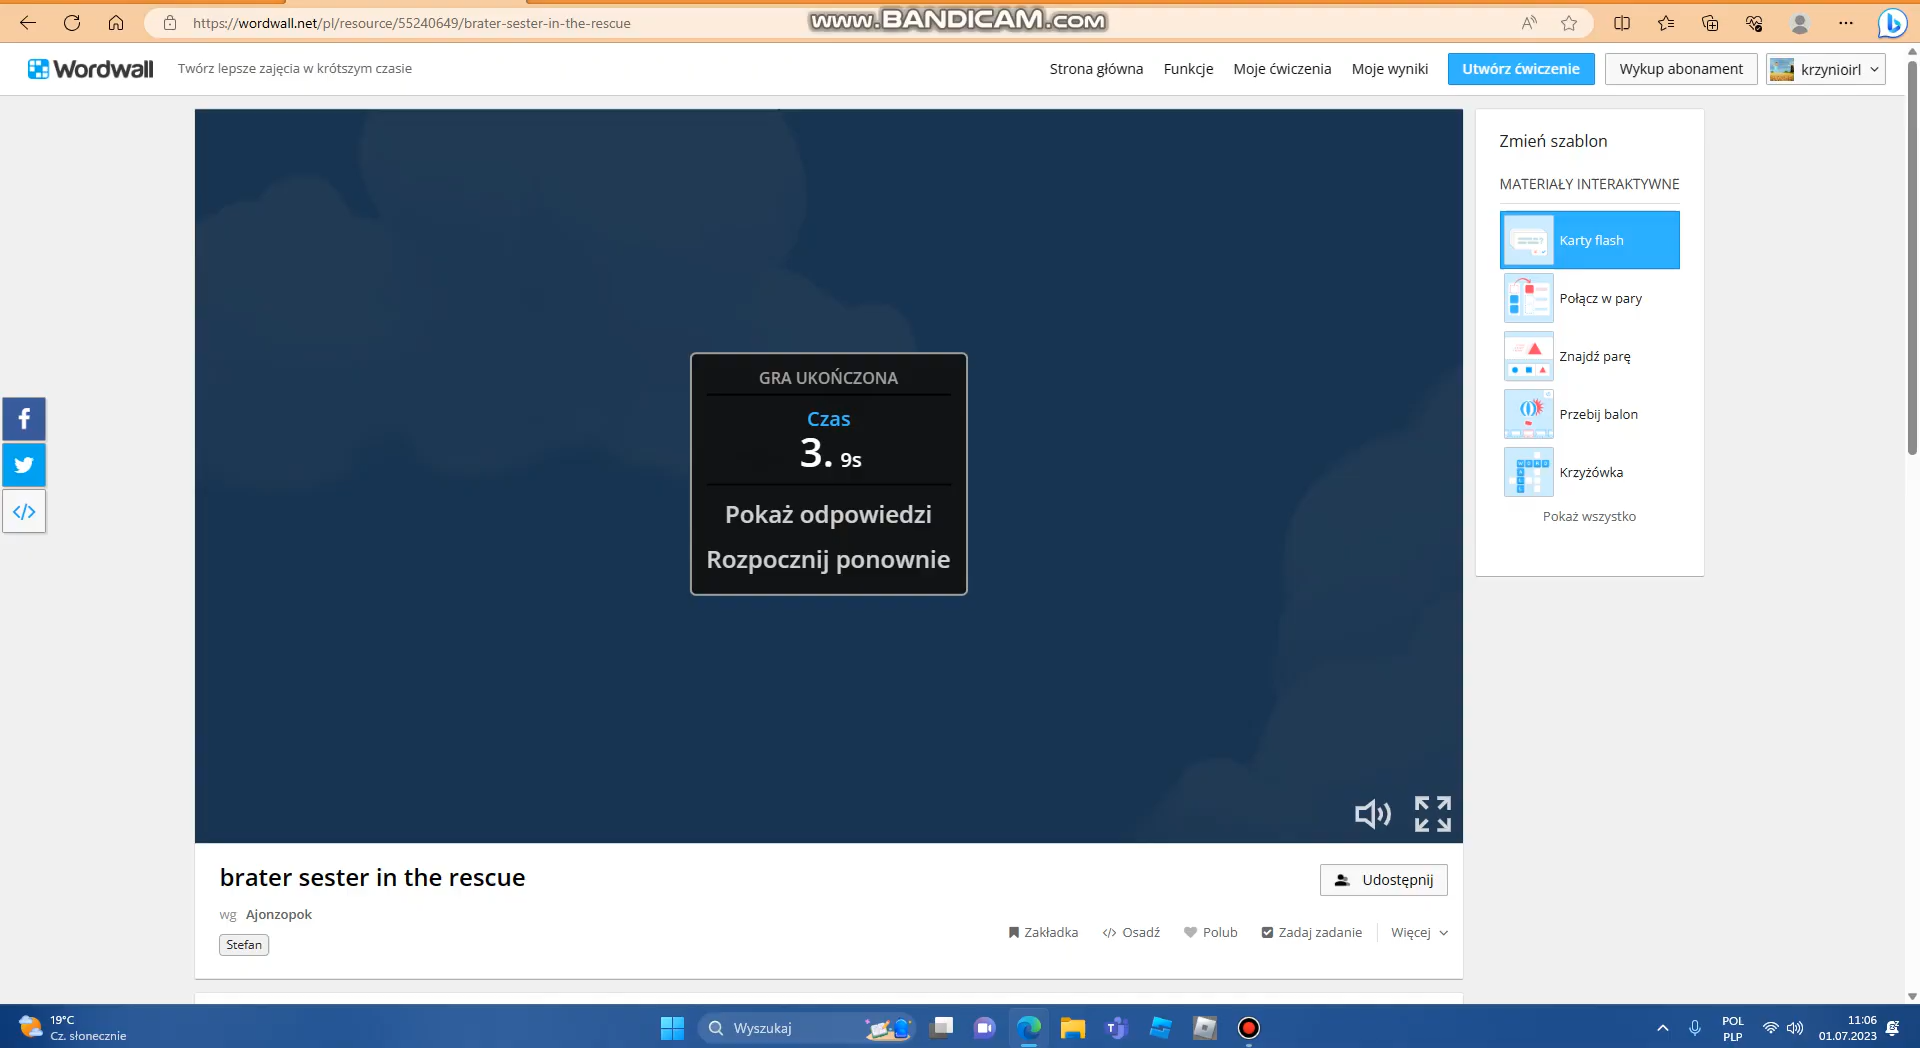 https://wordwall.net/pl/resource/55240649/brater-sester-in-the-rescue
www.BANDICAM.com
Wordwall
Twórz lepsze zajęcia w krótszym czasie
Strona główna
Funkcje
Moje ćwiczenia
Moje wyniki
Utwórz ćwiczenie
Wykup abonament
krzynioirl
Zmień szablon
MATERIAŁY INTERAKTYWNE
Karty flash
Połącz w pary
Znajdź parę
Przebij balon
Krzyżówka
Pokaż wszystko
GRA UKOŃCZONA
Czas
3. 9s
Pokaż odpowiedzi
Rozpocznij ponownie
brater sester in the rescue
Udostępnij
wg Ajonzopok
Stefan
Zakładka
Osadź
Polub
Zadaj zadanie
Więcej
19°C
Cz. słonecznie
Wyszukaj
POL
PLP
11:06
01.07.2023